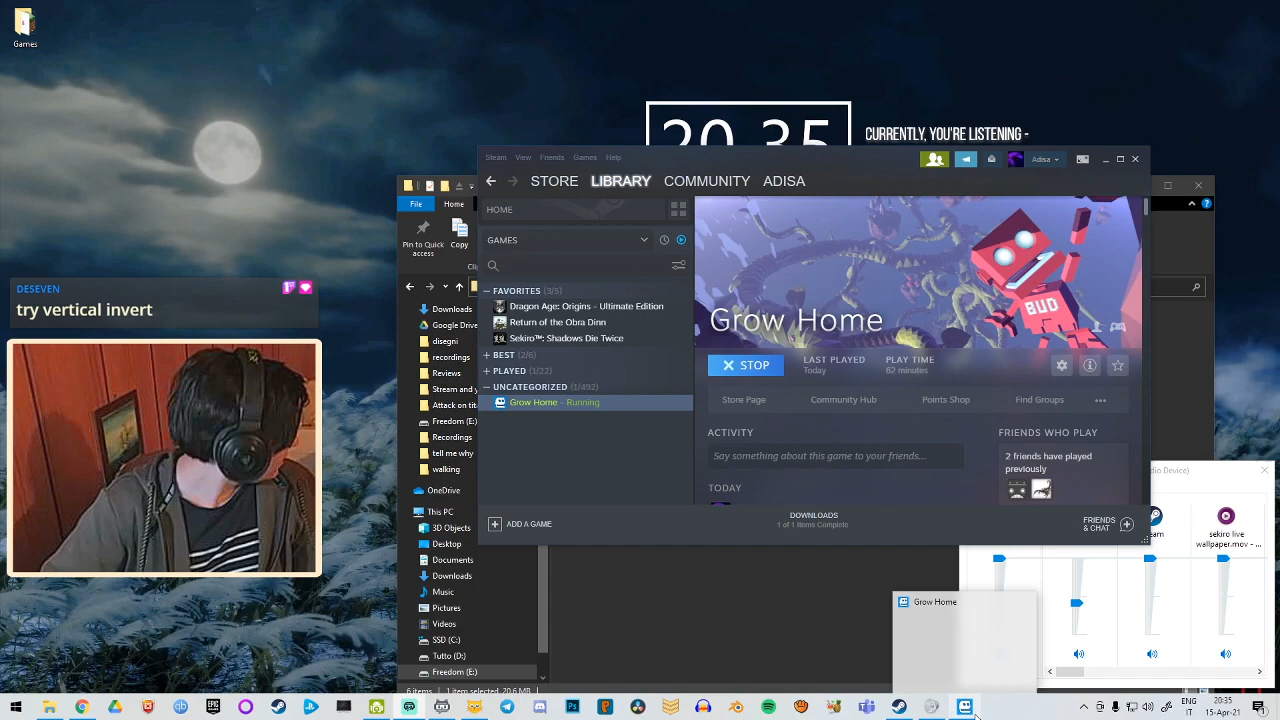 Games
20 35
CURRENTLY, YOU'RE LISTENING -
DESEVEN
try vertical invert
File
Home
Pin to Quick
access
Copy
Downloads
Google Drive
disegni
recordings
Reviews
Stream and y
Attack on tita
Freedom (E:)
Recordings
tell me why
walking
OneDrive
This PC
3D Objects
Desktop
Documents
Downloads
Music
Pictures
Videos
SSD (C:)
Tutto (D:)
Freedom (E:)
6 items
1 item selected 20.6 MB
Steam View Friends Games Help
Adisa
STORE LIBRARY COMMUNITY ADISA
HOME
GAMES
FAVORITES (3/5)
Dragon Age: Origins - Ultimate Edition
Return of the Obra Dinn
Sekiro™: Shadows Die Twice
BEST (2/6)
PLAYED (1/22)
UNCATEGORIZED (1/492)
Grow Home - Running
ADD A GAME
BUD
Grow Home
STOP
LAST PLAYED
Today
PLAY TIME
62 minutes
Store Page
Community Hub
Points Shop
Find Groups
ACTIVITY
Say something about this game to your friends...
TODAY
FRIENDS WHO PLAY
2 friends have played
previously
DOWNLOADS
1 of 1 Items Complete
FRIENDS
& CHAT
dio Device)
eam
sekiro live
wallpaper.mov - ...
Grow Home
EPIC
Ps
ENG
IT
20:35
15-Apr-21